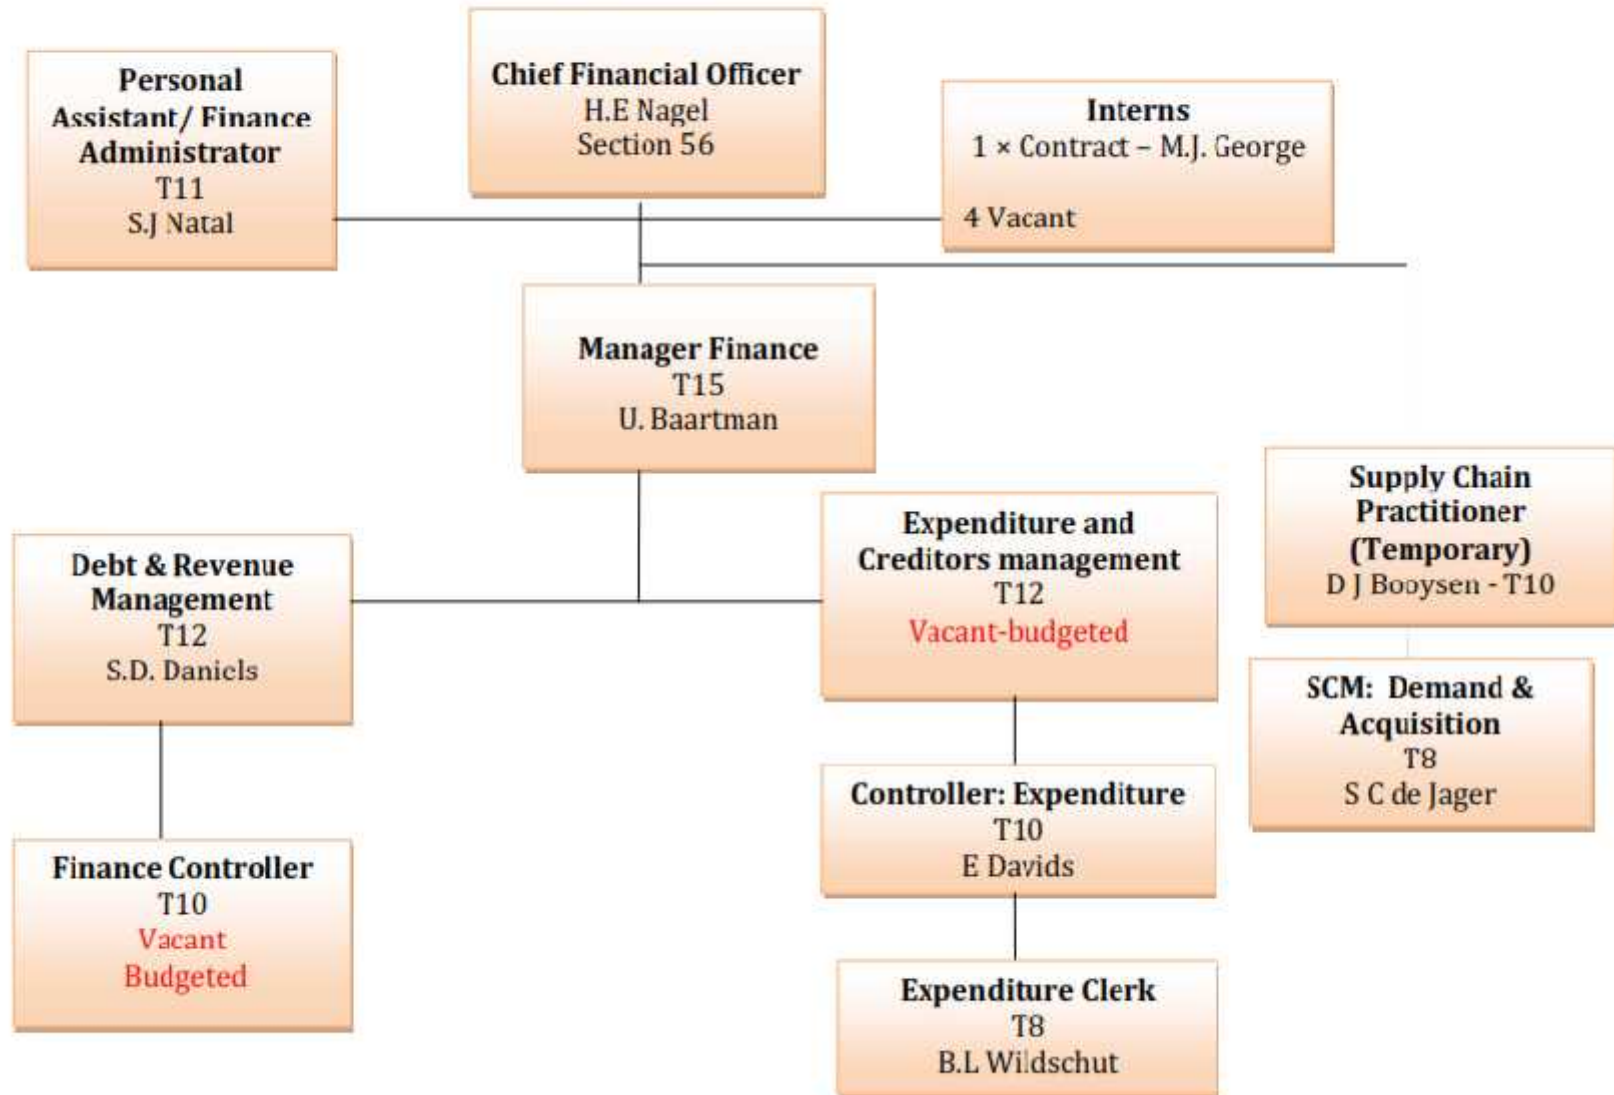 Personal
Assistant/ Finance
Administrator
T11
S.J Natal
Chief Financial Officer
H.E Nagel
Section 56
Interns
1 × Contract – M.J. George
4 Vacant
Manager Finance
T15
U. Baartman
Debt & Revenue
Management
T12
S.D. Daniels
Expenditure and
Creditors management
T12
Vacant-budgeted
Supply Chain
Practitioner
(Temporary)
D J Booysen - T10
SCM: Demand &
Acquisition
T8
S C de Jager
Finance Controller
T10
Vacant
Budgeted
Controller: Expenditure
T10
E Davids
Expenditure Clerk
T8
B.L Wildschut